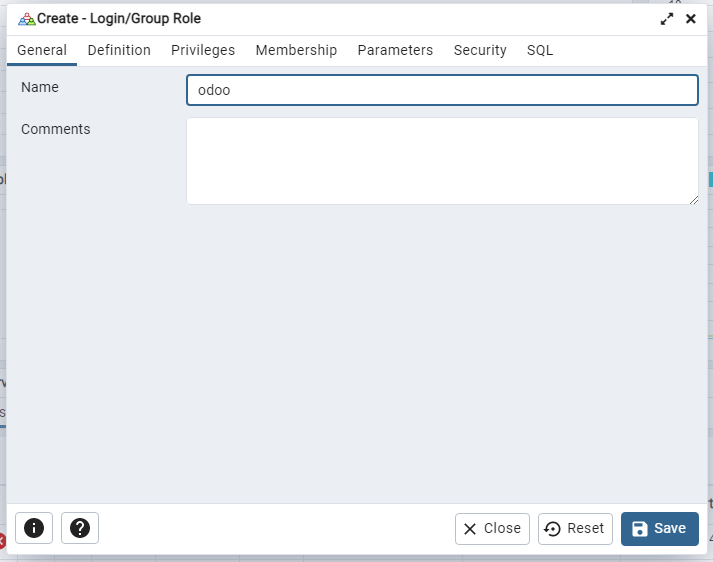 Create - Login/Group Role
General Definition Privileges Membership Parameters Security SQL
Name odoo
Comments
Close Reset Save